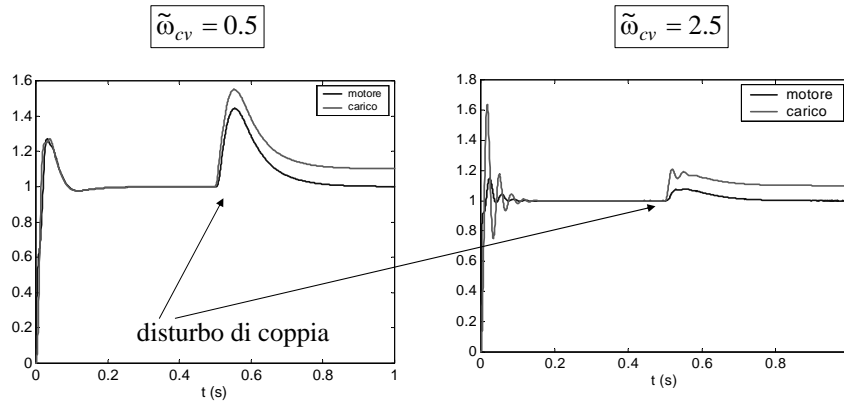 ω̃cv = 0.5
ω̃cv = 2.5
1.6
1.4
1.2
1
0.8
0.6
0.4
0.2
0
motore
carico
0 0.2 0.4 0.6 0.8 1
t (s)
disturbo di coppia
1.8
1.6
1.4
1.2
1
0.8
0.6
0.4
0.2
0
motore
carico
0 0.2 0.4 0.6 0.8
t (s)